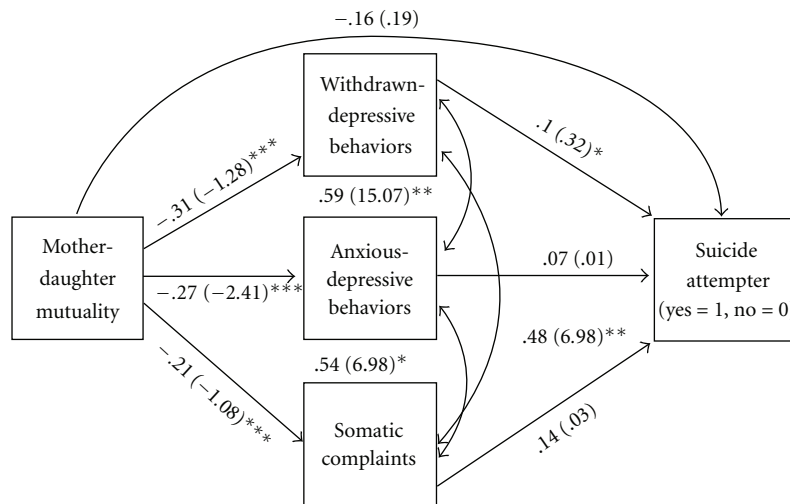 −.16 (.19)
Withdrawn-
depressive
behaviors
−.31 (−1.28)***
.1 (.32)*
.59 (15.07)**
Mother-
daughter
mutuality
Anxious-
depressive
behaviors
Suicide
attempter
(yes = 1, no = 0
−.27 (−2.41)***
.07 (.01)
.48 (6.98)**
.54 (6.98)*
−.21 (−1.08)***
Somatic
complaints
.14 (.03)